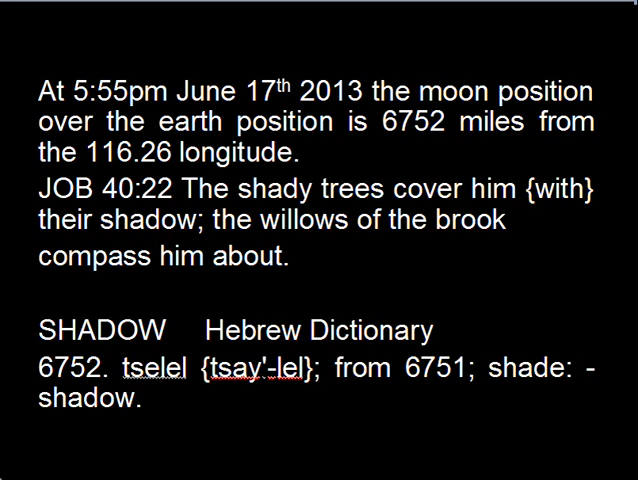 At 5:55pm June 17th 2013 the moon position
over the earth position is 6752 miles from
the 116.26 longitude.
JOB 40:22 The shady trees cover him {with}
their shadow; the willows of the brook
compass him about.
SHADOW Hebrew Dictionary
6752. tselel {tsay'-lel}; from 6751; shade: -
shadow.